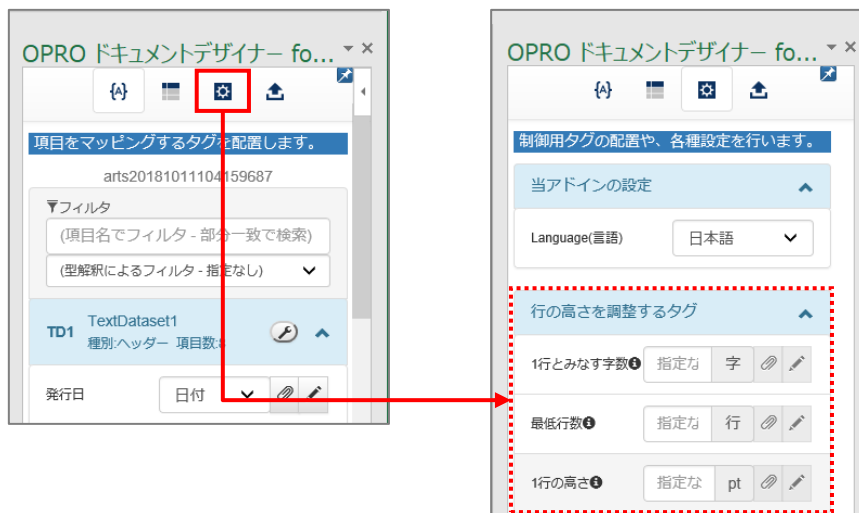 OPRO ドキュメントデザイナー fo...
{A}
項目をマッピングするタグを配置します。
arts20181011104159687
フィルタ
(項目名でフィルタ - 部分一致で検索)
(型解釈によるフィルタ - 指定なし)
TD1 TextDataset1
種別:ヘッダー 項目数:8
発行日 日付
OPRO ドキュメントデザイナー fo...
{A}
制御用タグの配置や、各種設定を行います。
当アドインの設定
Language(言語) 日本語
行の高さを調整するタグ
1行とみなす字数 指定な 字
最低行数 指定な 行
1行の高さ 指定な pt